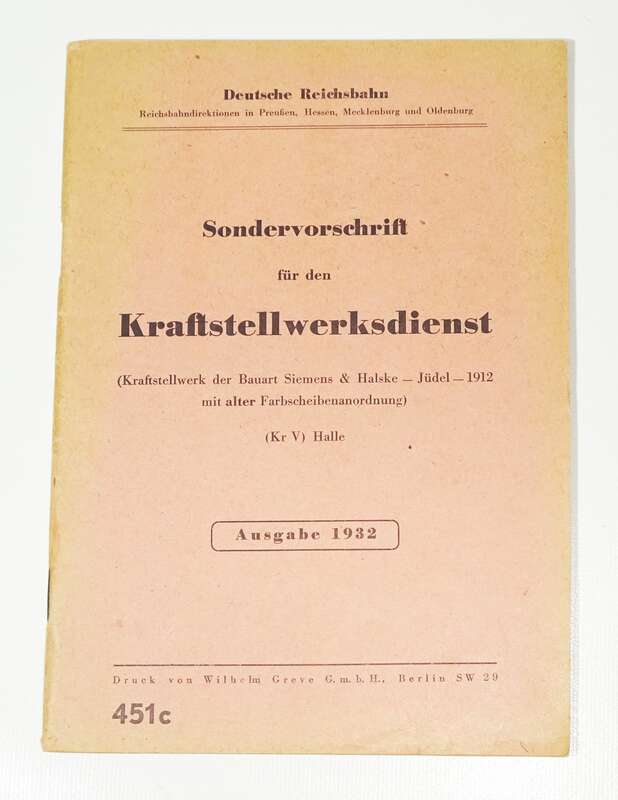 Deutsche Reichsbahn
Reichsbahndirektionen in Preußen, Hessen, Mecklenburg und Oldenburg
Sondervorschrift
für den
Kraftstellwerksdienst
(Kraftstellwerk der Bauart Siemens & Halske — Jüdel — 1912
mit alter Farbscheibenanordnung)
(Kr V) Halle
Ausgabe 1932
Druck von Wilhelm Greve G.m.b.H., Berlin SW 29
451c